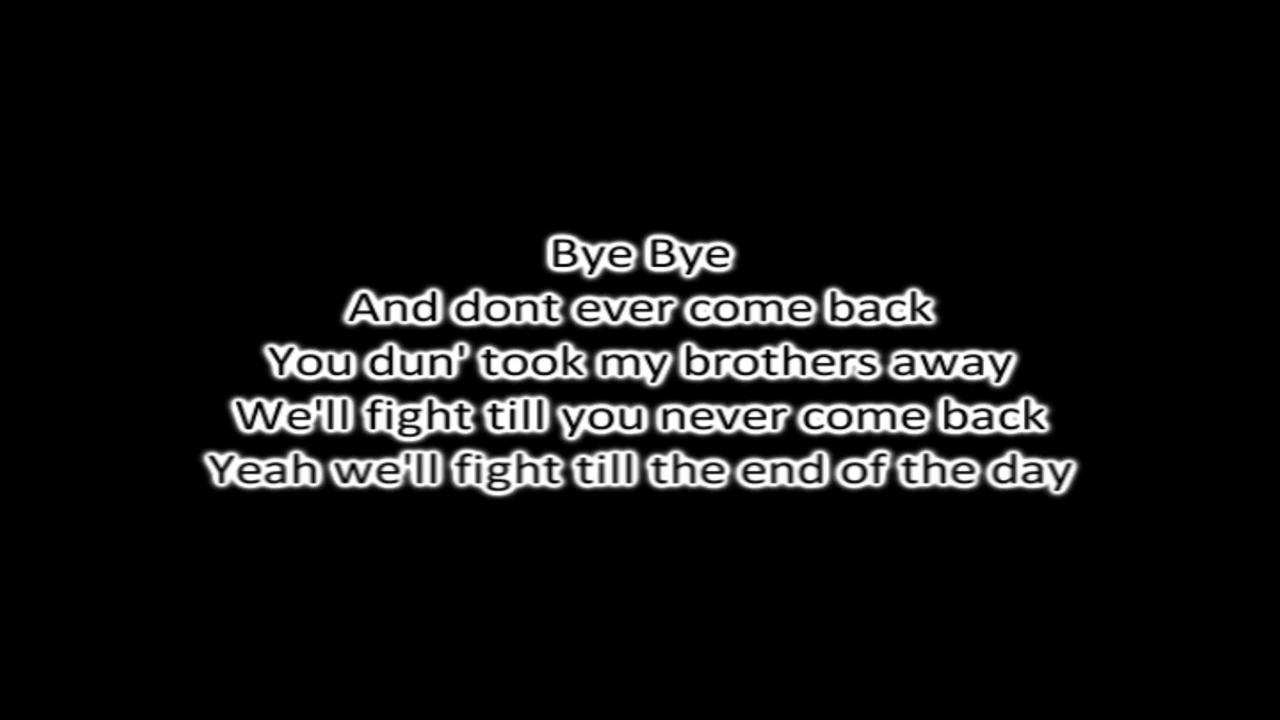 Bye Bye
And dont ever come back
You dun' took my brothers away
We'll fight till you never come back
Yeah we'll fight till the end of the day